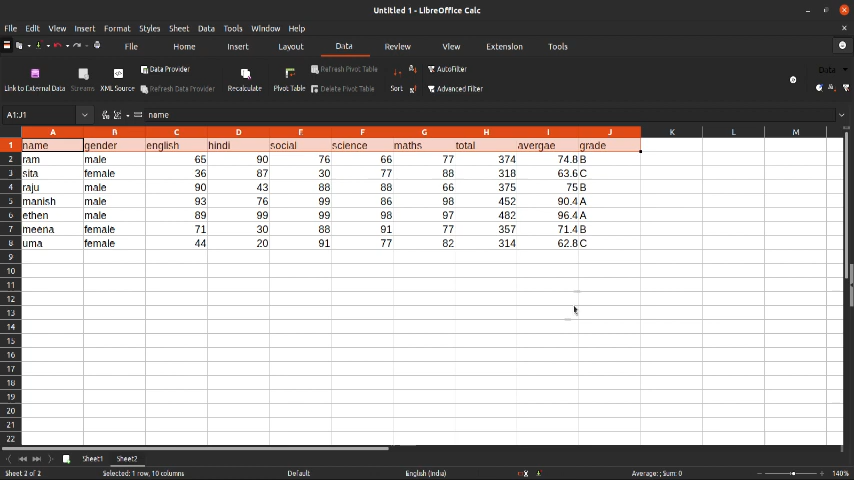 Untitled 1 - LibreOffice Calc
File Edit View Insert Format Styles Sheet Data Tools Window Help
File Home Insert Layout Data Review View Extension Tools
Link to External Data Streams XML Source Data Provider Refresh Data Provider Recalculate Pivot Table Refresh Pivot Table Delete Pivot Table Sort AutoFilter Advanced Filter Data
A1:J1 name
A B C D E F G H I J K L M
1 name gender english hindi social science maths total avergae grade
2 ram male 65 90 76 66 77 374 74.8 B
3 sita female 36 87 30 77 88 318 63.6 C
4 raju male 90 43 88 88 66 375 75 B
5 manish male 93 76 99 86 98 452 90.4 A
6 ethen male 89 99 99 98 97 482 96.4 A
7 meena female 71 30 88 91 77 357 71.4 B
8 uma female 44 20 91 77 82 314 62.8 C
9
10
11
12
13
14
15
16
17
18
19
20
21
22
Sheet1 Sheet2
Sheet 2 of 2 Selected: 1 row, 10 columns Default English (India) Average: ; Sum: 0 140%